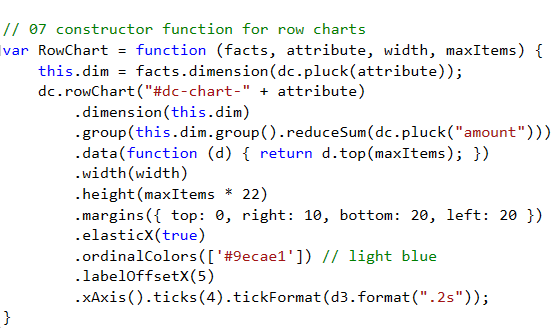 // 07 constructor function for row charts
var RowChart = function (facts, attribute, width, maxItems) {
    this.dim = facts.dimension(dc.pluck(attribute));
    dc.rowChart("#dc-chart-" + attribute)
        .dimension(this.dim)
        .group(this.dim.group().reduceSum(dc.pluck("amount")))
        .data(function (d) { return d.top(maxItems); })
        .width(width)
        .height(maxItems * 22)
        .margins({ top: 0, right: 10, bottom: 20, left: 20 })
        .elasticX(true)
        .ordinalColors(['#9ecae1']) // light blue
        .labelOffsetX(5)
        .xAxis().ticks(4).tickFormat(d3.format(".2s"));
}